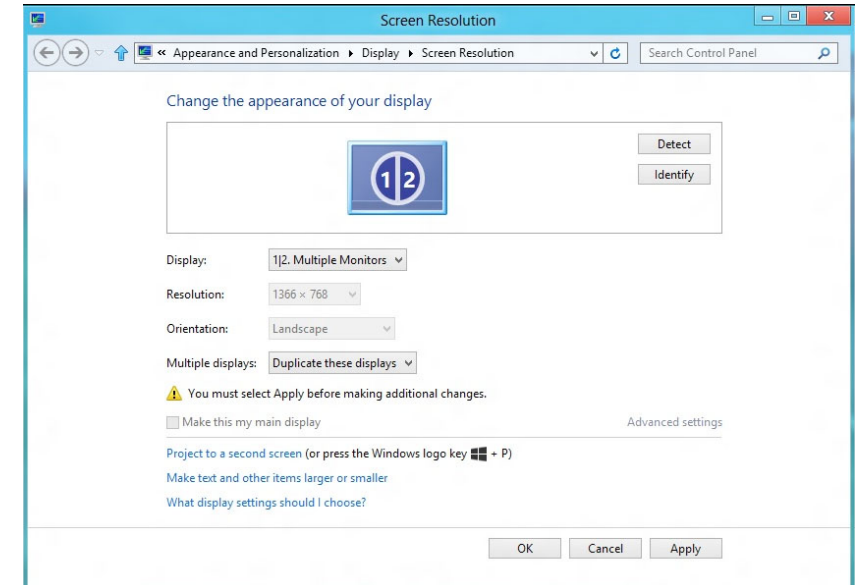 Screen Resolution
« Appearance and Personalization Display Screen Resolution Search Control Panel
Change the appearance of your display
1|2
Detect
Identify
Display: 1|2. Multiple Monitors
Resolution: 1366 × 768
Orientation: Landscape
Multiple displays: Duplicate these displays
You must select Apply before making additional changes.
Make this my main display Advanced settings
Project to a second screen (or press the Windows logo key + P)
Make text and other items larger or smaller
What display settings should I choose?
OK Cancel Apply